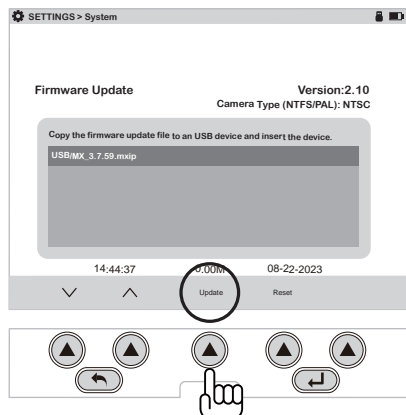 SETTINGS > System
Firmware Update
Version:2.10
Camera Type (NTFS/PAL): NTSC
Copy the firmware update file to an USB device and insert the device.
USB/MX_3.7.59.mxip
14:44:37 0.00M 08-22-2023
Update Reset